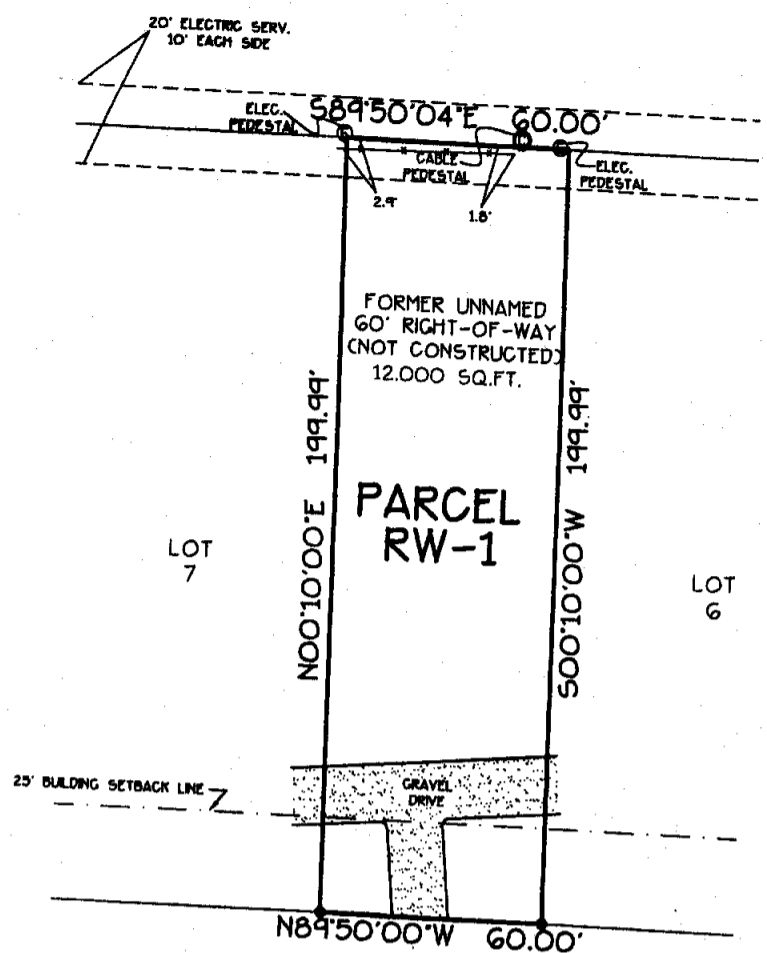 20' ELECTRIC SERV.
10' EACH SIDE
S89°50'04"E 60.00'
ELEC.
PEDESTAL
CABLE
PEDESTAL
ELEC.
PEDESTAL
2.9'
1.8'
FORMER UNNAMED
60' RIGHT-OF-WAY
(NOT CONSTRUCTED)
12.000 SQ.FT.
N00°10'00"E 199.99'
S00°10'00"W 199.99'
PARCEL
RW-1
LOT
7
LOT
6
25' BUILDING SETBACK LINE
GRAVEL
DRIVE
N89°50'00"W 60.00'